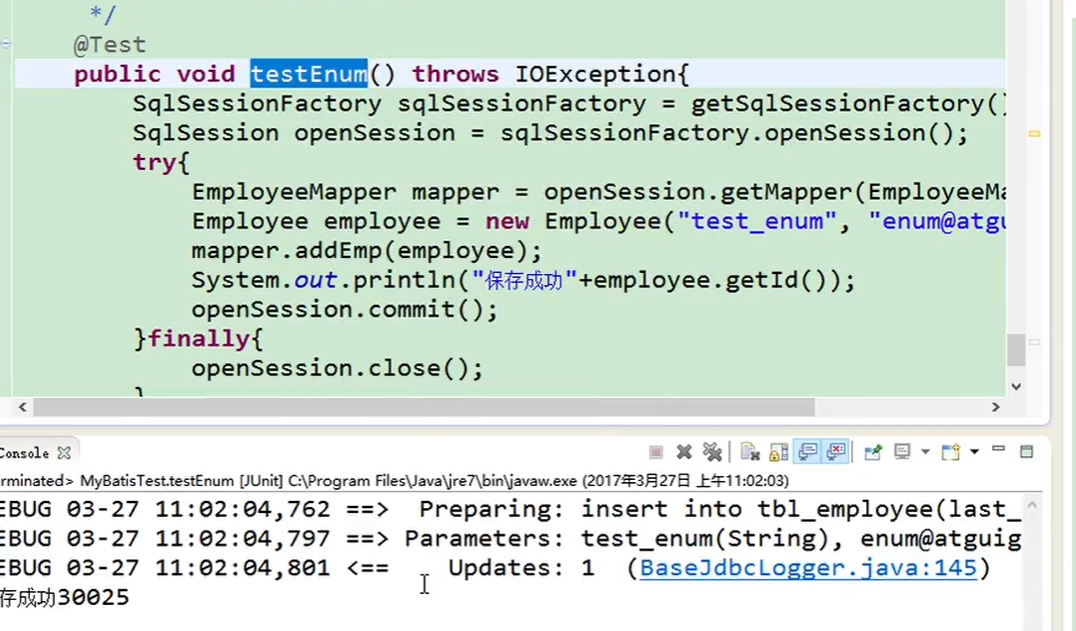 */
@Test
public void testEnum() throws IOException{
SqlSessionFactory sqlSessionFactory = getSqlSessionFactory()
SqlSession openSession = sqlSessionFactory.openSession();
try{
EmployeeMapper mapper = openSession.getMapper(EmployeeMa
Employee employee = new Employee("test_enum", "enum@atgu
mapper.addEmp(employee);
System.out.println("保存成功"+employee.getId());
openSession.commit();
}finally{
openSession.close();
}
Console
rminated> MyBatisTest.testEnum [JUnit] C:\Program Files\Java\jre7\bin\javaw.exe (2017年3月27日 上午11:02:03)
EBUG 03-27 11:02:04,762 ==>  Preparing: insert into tbl_employee(last_
EBUG 03-27 11:02:04,797 ==> Parameters: test_enum(String), enum@atguig
EBUG 03-27 11:02:04,801 <==    Updates: 1  (BaseJdbcLogger.java:145)
存成功30025